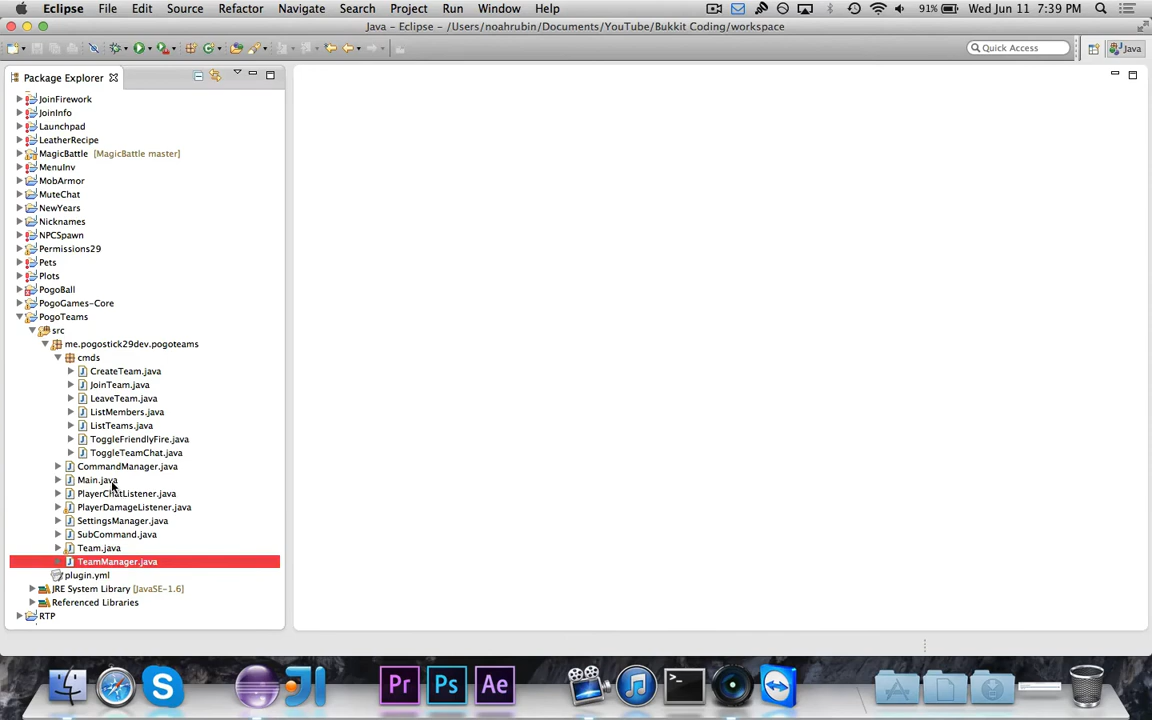 Eclipse File Edit Source Refactor Navigate Search Project Run Window Help 91% Wed Jun 11 7:39 PM
Java – Eclipse – /Users/noahrubin/Documents/YouTube/Bukkit Coding/workspace
Quick Access Java
Package Explorer
JoinFirework
JoinInfo
Launchpad
LeatherRecipe
MagicBattle [MagicBattle master]
MenuInv
MobArmor
MuteChat
NewYears
Nicknames
NPCSpawn
Permissions29
Pets
Plots
PogoBall
PogoGames-Core
PogoTeams
src
me.pogostick29dev.pogoteams
cmds
CreateTeam.java
JoinTeam.java
LeaveTeam.java
ListMembers.java
ListTeams.java
ToggleFriendlyFire.java
ToggleTeamChat.java
CommandManager.java
Main.java
PlayerChatListener.java
PlayerDamageListener.java
SettingsManager.java
SubCommand.java
Team.java
TeamManager.java
plugin.yml
JRE System Library [JavaSE-1.6]
Referenced Libraries
RTP
Pr Ps Ae